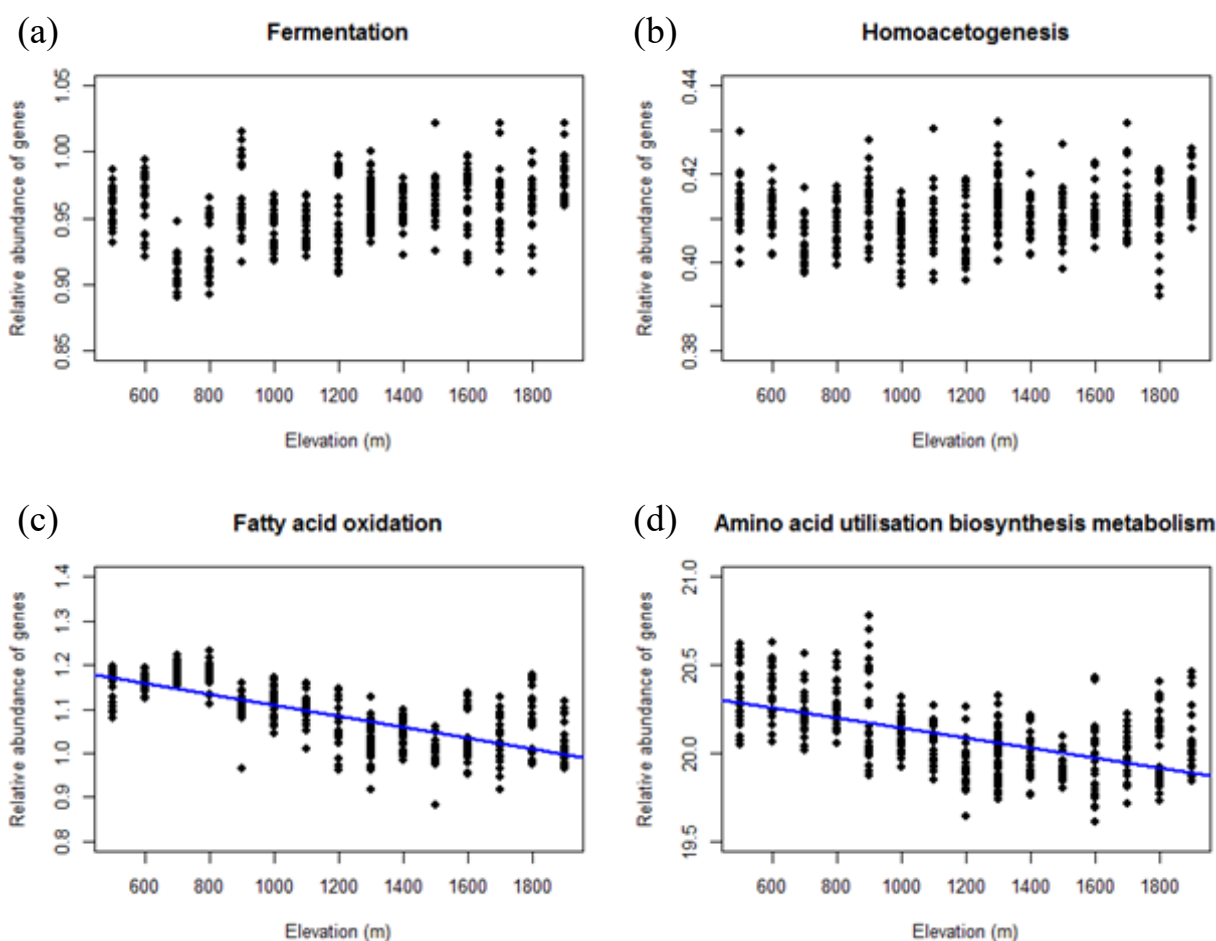 (a) Fermentation
Relative abundance of genes
1.05
1.00
0.95
0.90
0.85
600 800 1000 1200 1400 1600 1800
Elevation (m)
(b) Homoacetogenesis
Relative abundance of genes
0.44
0.42
0.40
0.38
600 800 1000 1200 1400 1600 1800
Elevation (m)
(c) Fatty acid oxidation
Relative abundance of genes
1.4
1.3
1.2
1.1
1.0
0.9
0.8
600 800 1000 1200 1400 1600 1800
Elevation (m)
(d) Amino acid utilisation biosynthesis metabolism
Relative abundance of genes
21.0
20.5
20.0
19.5
600 800 1000 1200 1400 1600 1800
Elevation (m)